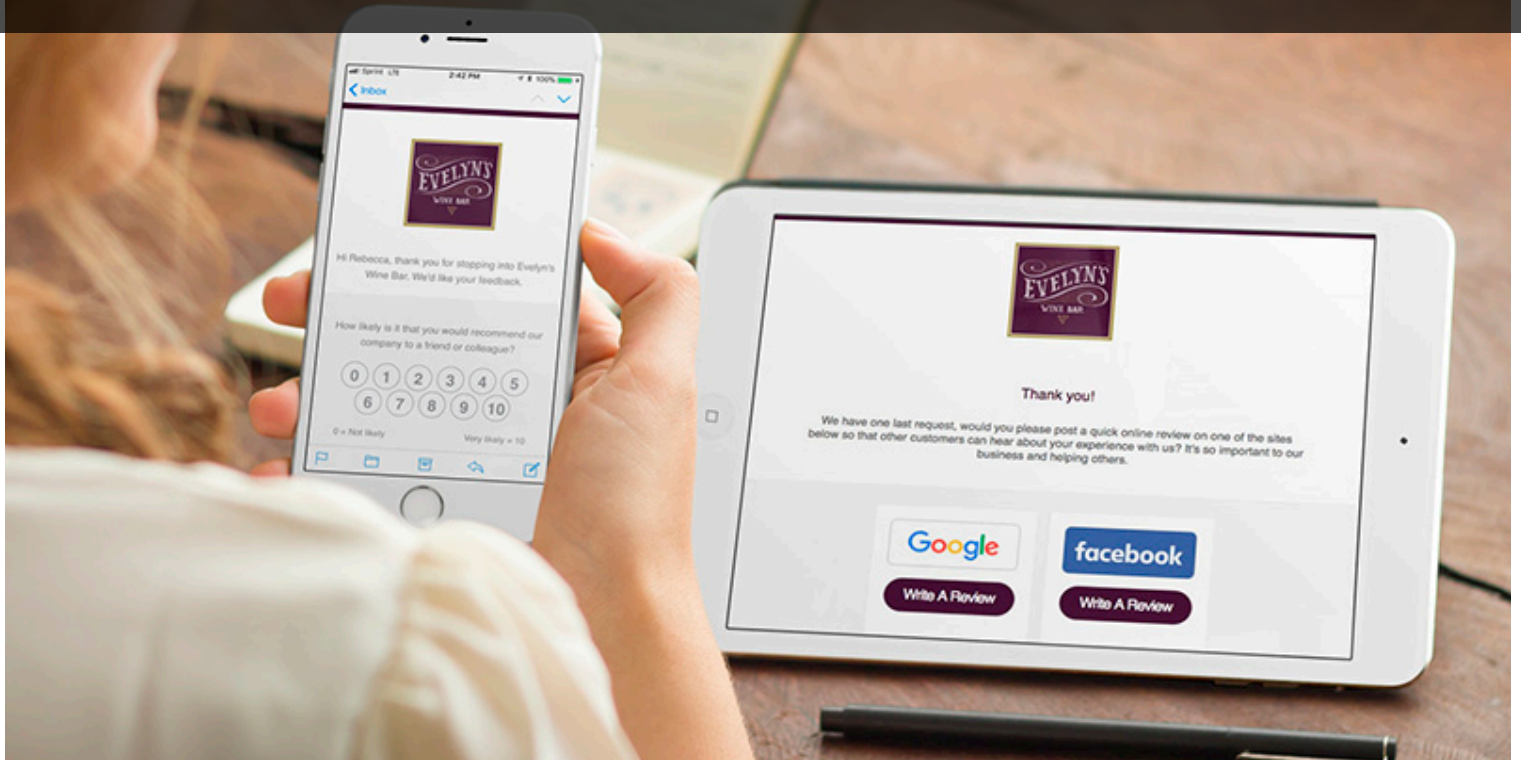 Sprint LTE 2:42 PM 100%
Inbox
EVELYN'S
WINE BAR
Hi Rebecca, thank you for stopping into Evelyn's
Wine Bar. We'd like your feedback.
How likely is it that you would recommend our
company to a friend or colleague?
0 1 2 3 4 5
6 7 8 9 10
0 = Not likely Very likely = 10
EVELYN'S
WINE BAR
Thank you!
We have one last request, would you please post a quick online review on one of the sites
below so that other customers can hear about your experience with us? It's so important to our
business and helping others.
Google facebook
Write A Review Write A Review